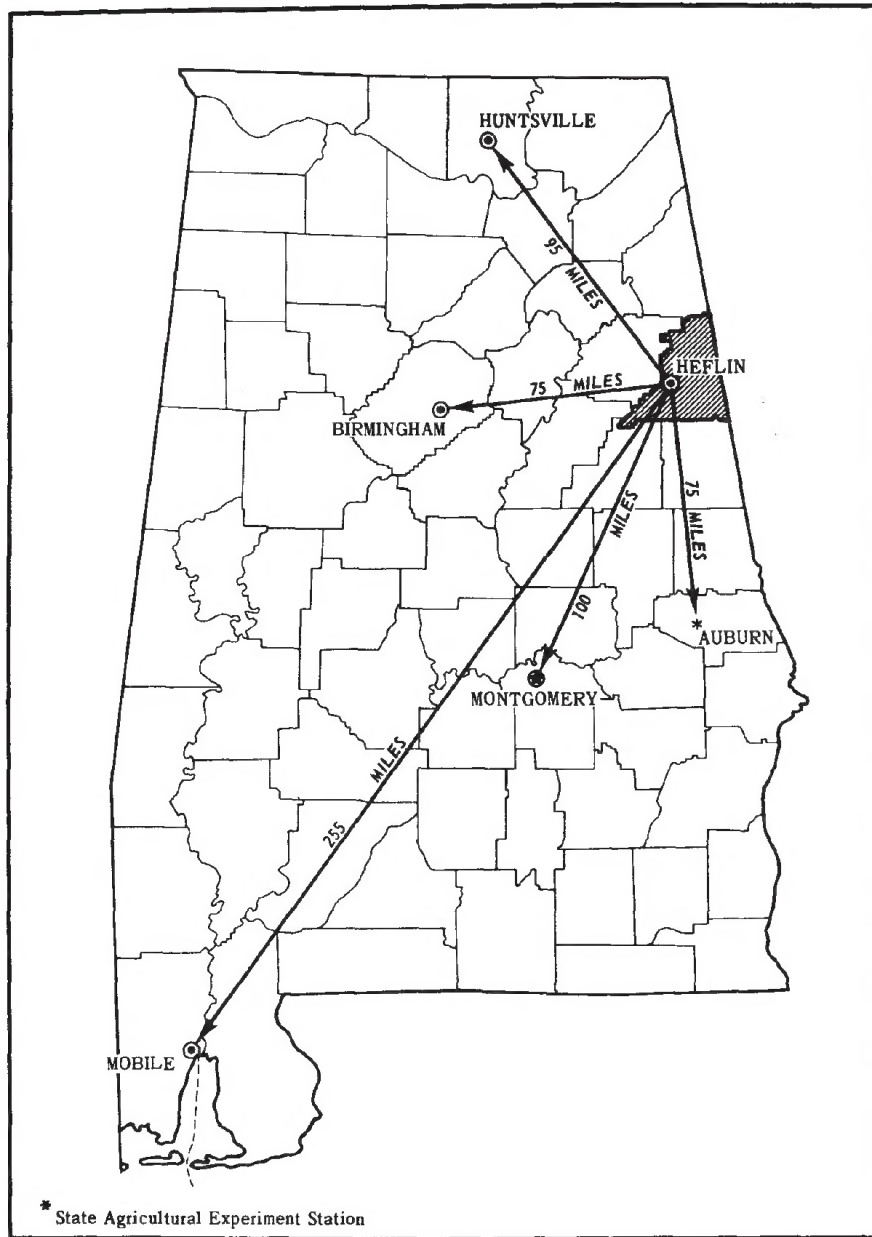 HUNTSVILLE
95 MILES
HEFLIN
75 MILES
BIRMINGHAM
75 MILES
100 MILES
*
AUBURN
MONTGOMERY
255 MILES
MOBILE
* State Agricultural Experiment Station